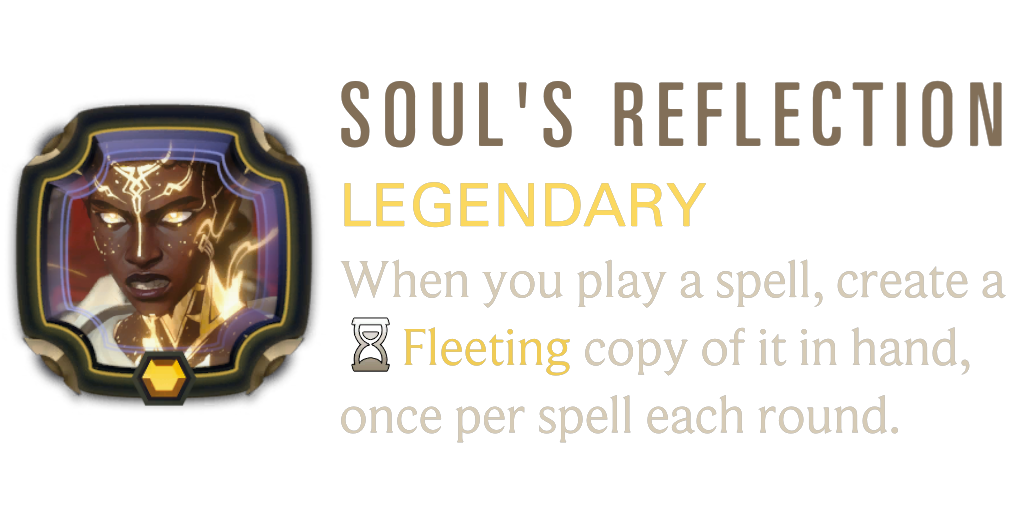 SOUL'S REFLECTION
LEGENDARY
When you play a spell, create a
Fleeting copy of it in hand,
once per spell each round.